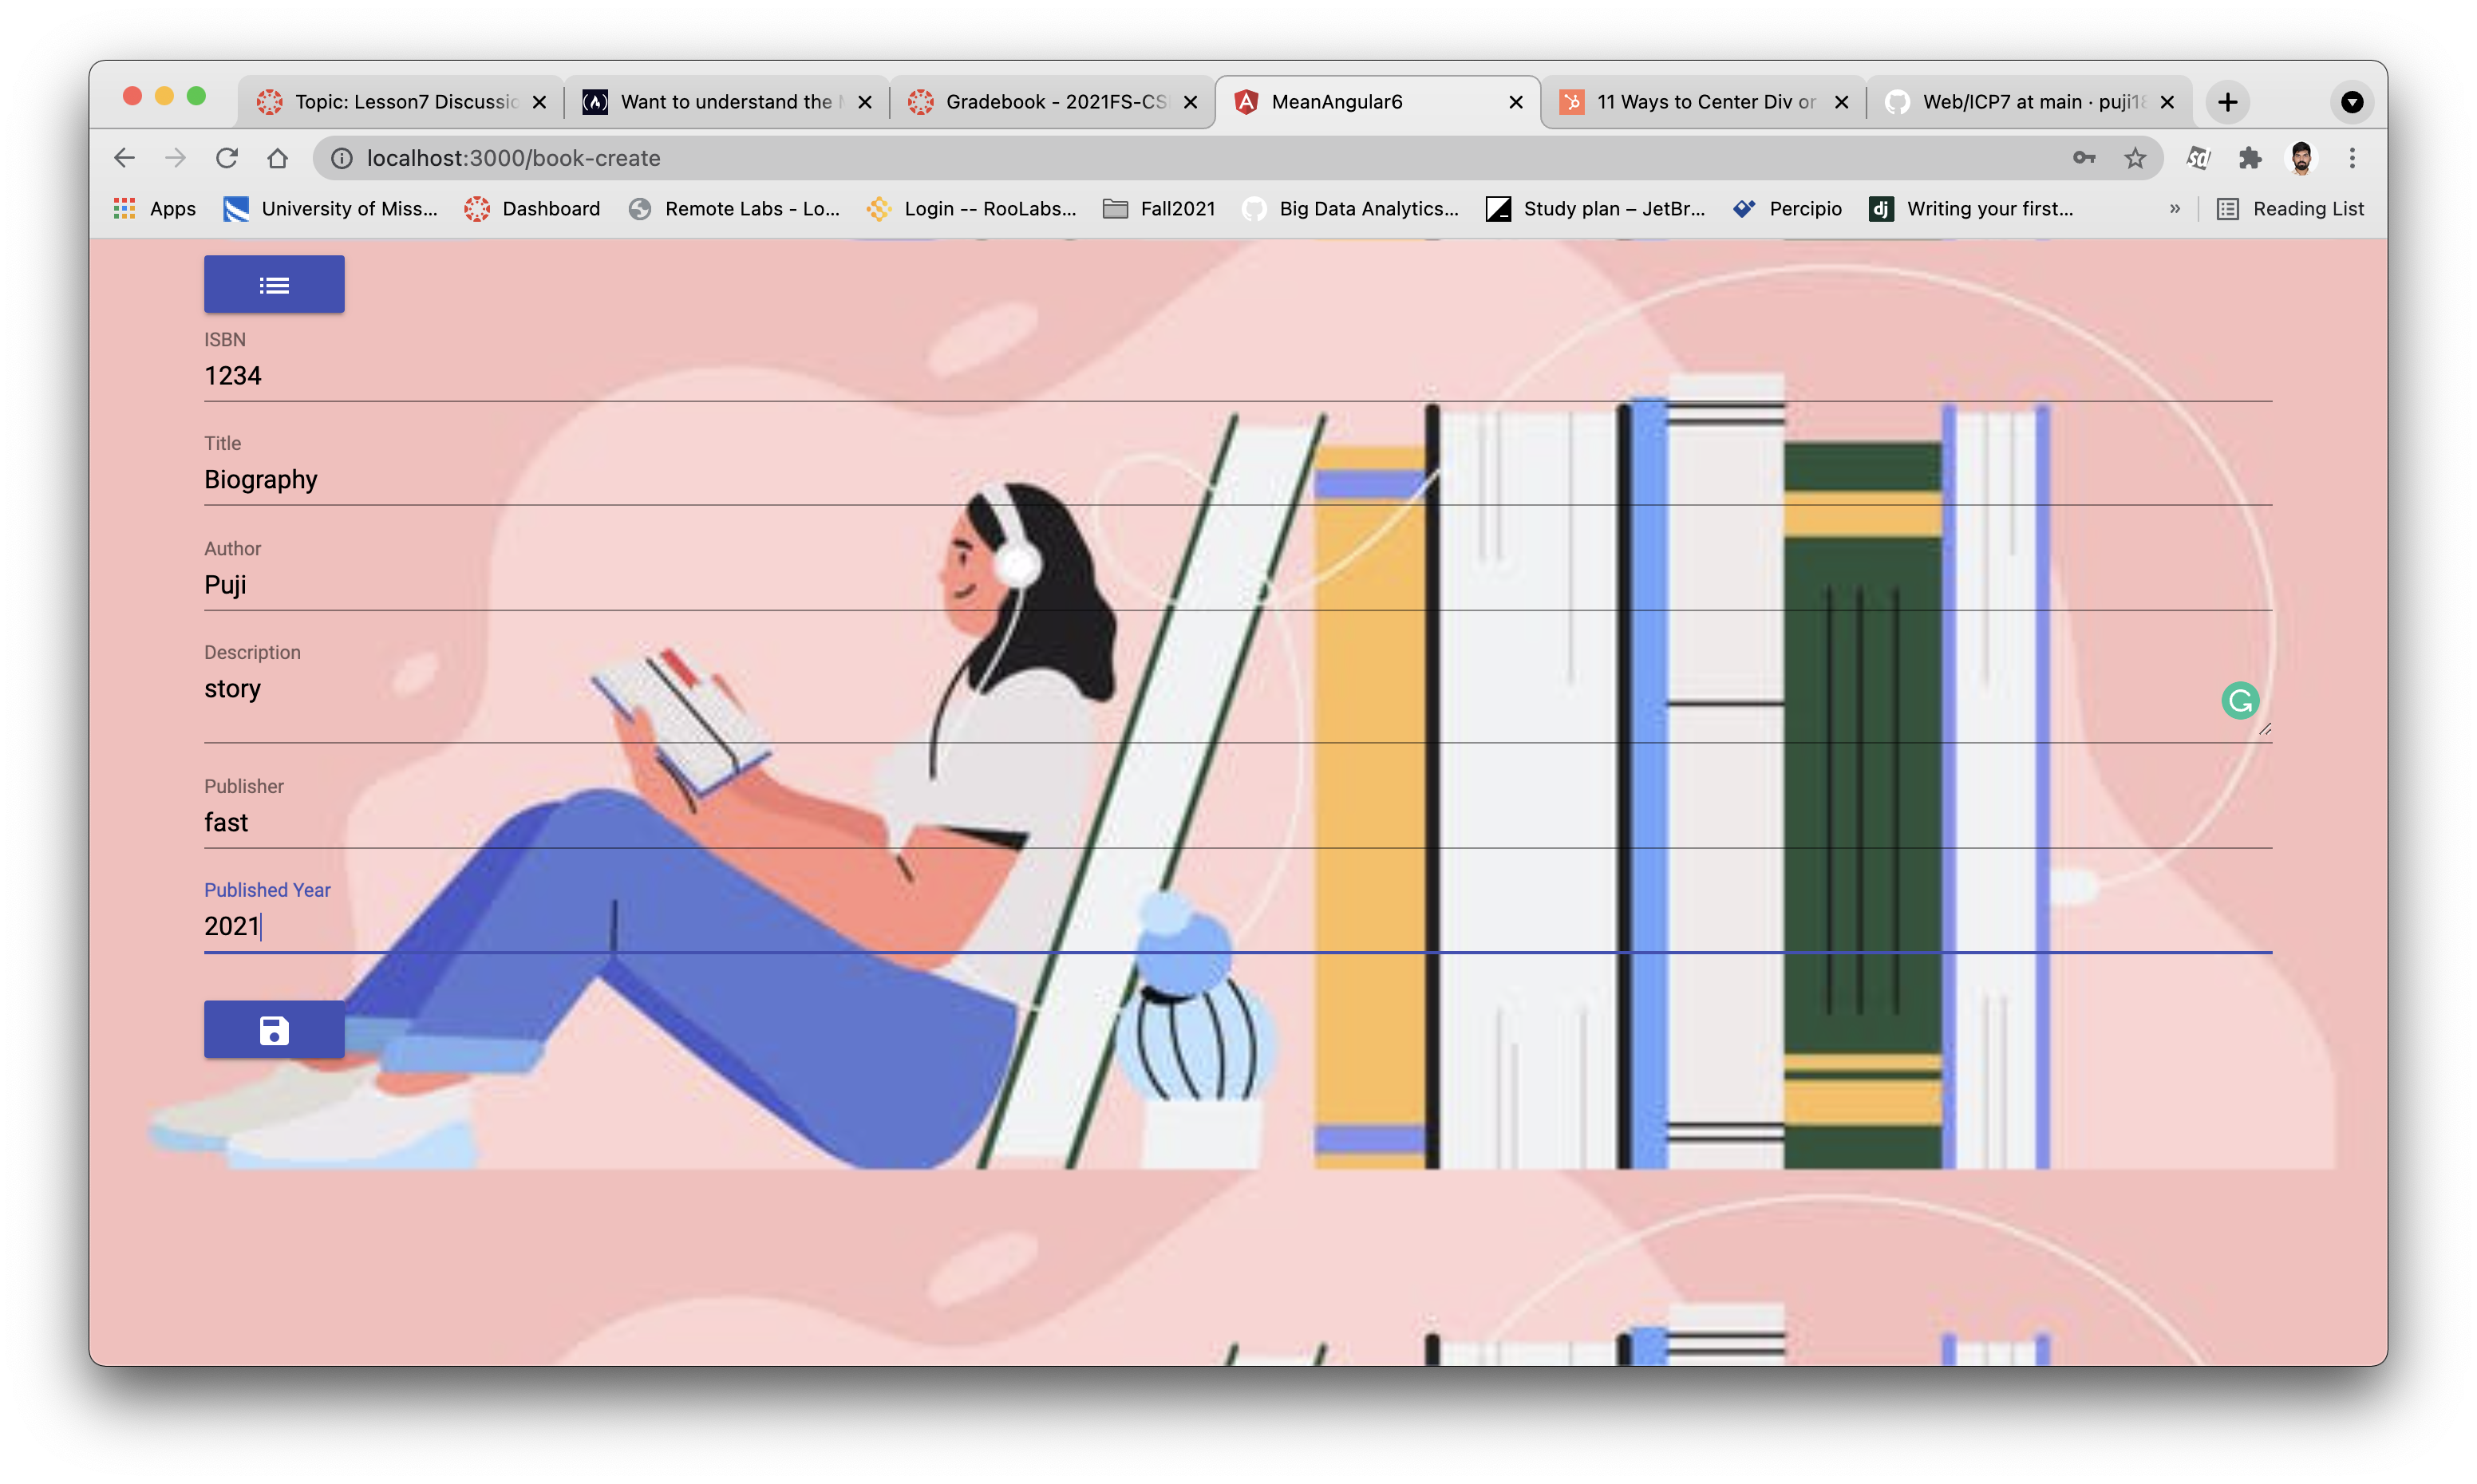 Topic: Lesson7 Discussio
Want to understand the
Gradebook - 2021FS-CS
MeanAngular6
11 Ways to Center Div or
Web/ICP7 at main · puji18
localhost:3000/book-create
Apps
University of Miss...
Dashboard
Remote Labs - Lo...
Login -- RooLabs...
Fall2021
Big Data Analytics...
Study plan – JetBr...
Percipio
dj
Writing your first...
»
Reading List
ISBN
1234
Title
Biography
Author
Puji
Description
story
Publisher
fast
Published Year
2021